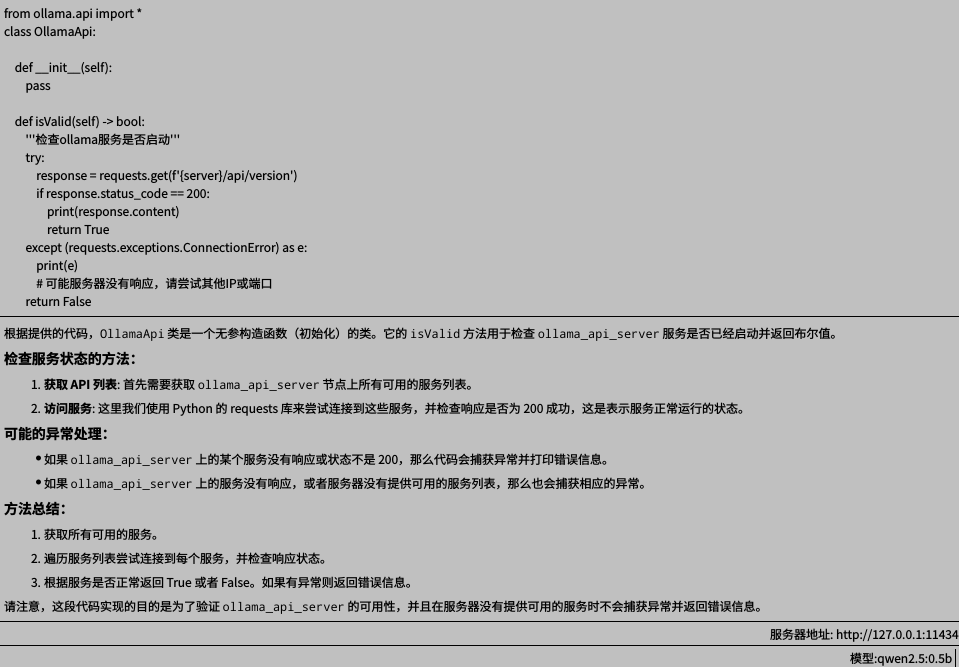 from ollama.api import *
class OllamaApi:
def __init__(self):
pass
def isValid(self) -> bool:
'''检查ollama服务是否启动'''
try:
response = requests.get(f'{server}/api/version')
if response.status_code == 200:
print(response.content)
return True
except (requests.exceptions.ConnectionError) as e:
print(e)
# 可能服务器没有响应，请尝试其他IP或端口
return False
根据提供的代码，OllamaApi 类是一个无参构造函数（初始化）的类。它的 isValid 方法用于检查 ollama_api_server 服务是否已经启动并返回布尔值。
检查服务状态的方法：
1. 获取 API 列表: 首先需要获取 ollama_api_server 节点上所有可用的服务列表。
2. 访问服务: 这里我们使用 Python 的 requests 库来尝试连接到这些服务，并检查响应是否为 200 成功，这是表示服务正常运行的状态。
可能的异常处理：
• 如果 ollama_api_server 上的某个服务没有响应或状态不是 200，那么代码会捕获异常并打印错误信息。
• 如果 ollama_api_server 上的服务没有响应，或者服务器没有提供可用的服务列表，那么也会捕获相应的异常。
方法总结：
1. 获取所有可用的服务。
2. 遍历服务列表尝试连接到每个服务，并检查响应状态。
3. 根据服务是否正常返回 True 或者 False。如果有异常则返回错误信息。
请注意，这段代码实现的目的是为了验证 ollama_api_server 的可用性，并且在服务器没有提供可用的服务时不会捕获异常并返回错误信息。
服务器地址: http://127.0.0.1:11434
模型:qwen2.5:0.5b